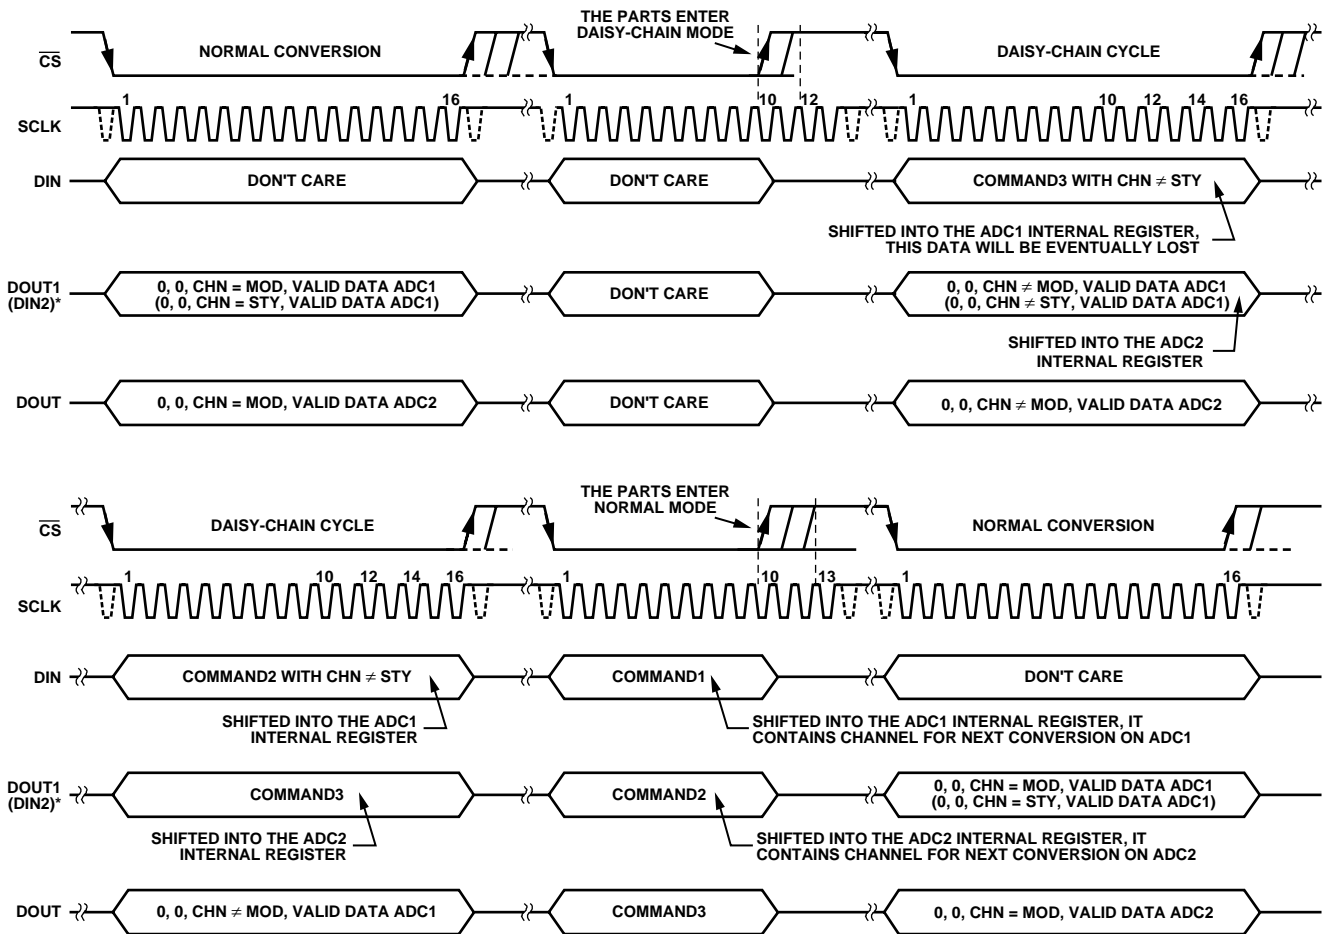 THE PARTS ENTER
DAISY-CHAIN MODE
CS
NORMAL CONVERSION
DAISY-CHAIN CYCLE
SCLK
1
16
1
10
12
1
10
12
14
16
DIN
DON'T CARE
DON'T CARE
COMMAND3 WITH CHN ≠ STY
SHIFTED INTO THE ADC1 INTERNAL REGISTER,
THIS DATA WILL BE EVENTUALLY LOST
DOUT1
(DIN2)*
0, 0, CHN = MOD, VALID DATA ADC1
(0, 0, CHN = STY, VALID DATA ADC1)
DON'T CARE
0, 0, CHN ≠ MOD, VALID DATA ADC1
(0, 0, CHN ≠ STY, VALID DATA ADC1)
SHIFTED INTO THE ADC2
INTERNAL REGISTER
DOUT
0, 0, CHN = MOD, VALID DATA ADC2
DON'T CARE
0, 0, CHN ≠ MOD, VALID DATA ADC2
THE PARTS ENTER
NORMAL MODE
CS
DAISY-CHAIN CYCLE
NORMAL CONVERSION
SCLK
1
10
12
14
16
1
10
13
1
16
DIN
COMMAND2 WITH CHN ≠ STY
COMMAND1
DON'T CARE
SHIFTED INTO THE ADC1
INTERNAL REGISTER
SHIFTED INTO THE ADC1 INTERNAL REGISTER, IT
CONTAINS CHANNEL FOR NEXT CONVERSION ON ADC1
DOUT1
(DIN2)*
COMMAND3
COMMAND2
0, 0, CHN = MOD, VALID DATA ADC1
(0, 0, CHN = STY, VALID DATA ADC1)
SHIFTED INTO THE ADC2
INTERNAL REGISTER
SHIFTED INTO THE ADC2 INTERNAL REGISTER, IT
CONTAINS CHANNEL FOR NEXT CONVERSION ON ADC2
DOUT
0, 0, CHN ≠ MOD, VALID DATA ADC1
COMMAND3
0, 0, CHN = MOD, VALID DATA ADC2